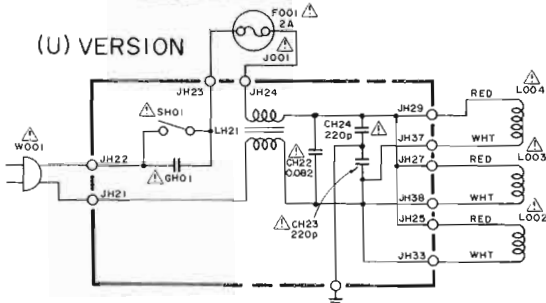 (U) VERSION
F001
2A
J001
JH23
JH24
SH01
LH21
W001
JH22
GH01
JH21
CH24
220p
CH22
0.082
CH23
220p
JH29
RED
L004
JH37
WHT
JH27
RED
L003
JH38
WHT
JH25
RED
L002
JH33
WHT